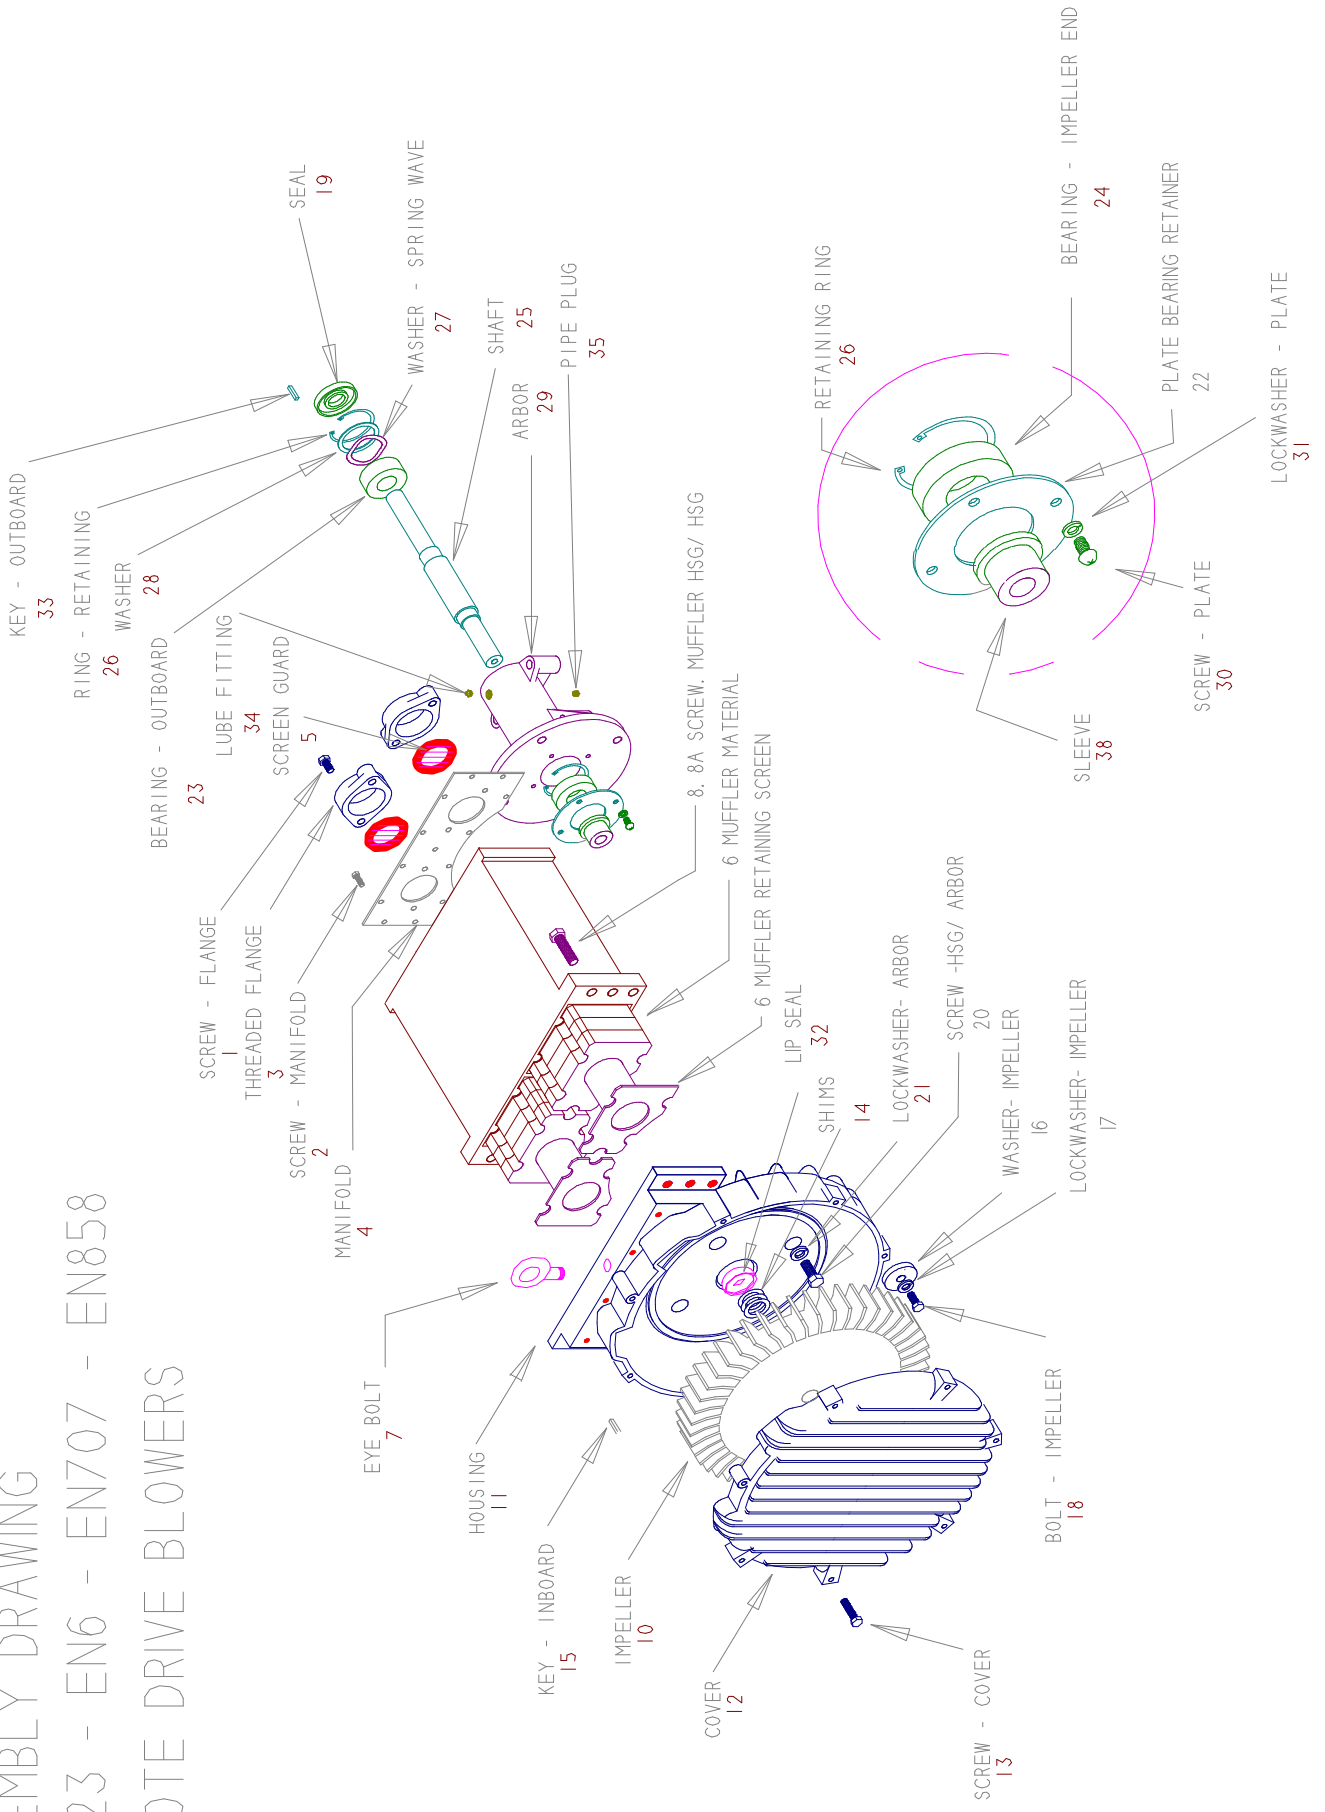 EMBLY DRAWING
23 - EN6 - EN707 - EN858
OTE DRIVE BLOWERS
KEY - OUTBOARD
33
RING - RETAINING
26
WASHER
28
BEARING - OUTBOARD
23
LUBE FITTING
34
SCREEN GUARD
5
SCREW - FLANGE
1
THREADED FLANGE
3
SCREW - MANIFOLD
2
MANIFOLD
4
EYE BOLT
7
HOUSING
11
KEY - INBOARD
15
IMPELLER
10
COVER
12
SCREW - COVER
13
SEAL
19
WASHER - SPRING WAVE
27
SHAFT
25
ARBOR
29
PIPE PLUG
35
8. 8A SCREW. MUFFLER HSG/ HSG
6 MUFFLER MATERIAL
6 MUFFLER RETAINING SCREEN
LIP SEAL
32
SHIMS
14
LOCKWASHER- ARBOR
21
SCREW -HSG/ ARBOR
20
WASHER- IMPELLER
16
LOCKWASHER- IMPELLER
17
BOLT - IMPELLER
18
RETAINING RING
26
BEARING - IMPELLER END
24
PLATE BEARING RETAINER
22
LOCKWASHER - PLATE
31
SCREW - PLATE
30
SLEEVE
38